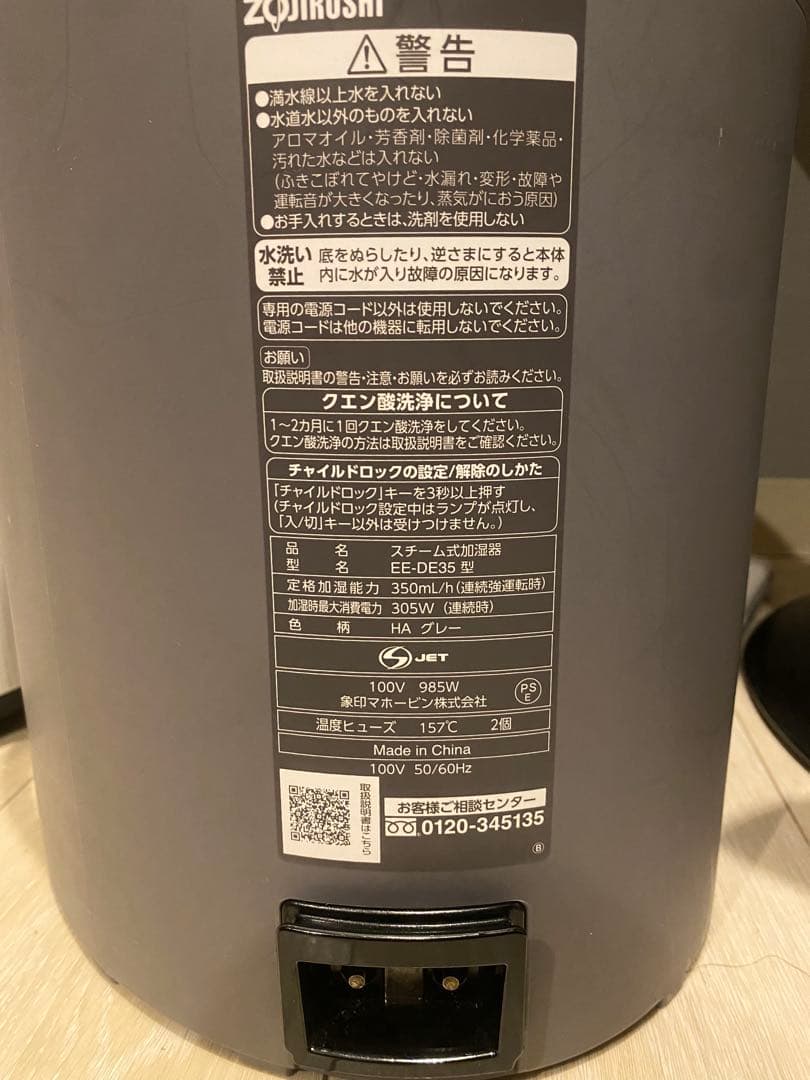 ZOJIRUSHI
警告
●満水線以上水を入れない
●水道水以外のものを入れない
アロマオイル・芳香剤・除菌剤・化学薬品・
汚れた水などは入れない
(ふきこぼれてやけど・水漏れ・変形・故障や
運転音が大きくなったり、蒸気がにおう原因)
●お手入れするときは、洗剤を使用しない
水洗い禁止
底をぬらしたり、逆さまにすると本体
内に水が入り故障の原因になります。
専用の電源コード以外は使用しないでください。
電源コードは他の機器に転用しないでください。
お願い
取扱説明書の警告・注意・お願いを必ずお読みください。
クエン酸洗浄について
1～2カ月に1回クエン酸洗浄をしてください。
クエン酸洗浄の方法は取扱説明書をご確認ください。
チャイルドロックの設定/解除のしかた
「チャイルドロック」キーを3秒以上押す
(チャイルドロック設定中はランプが点灯し、
「入/切」キー以外は受けつけません。)
品名 スチーム式加湿器
型名 EE-DE35 型
定格加湿能力 350mL/h(連続強運転時)
加湿時最大消費電力 305W (連続時)
色柄 HA グレー
S JET
100V 985W
象印マホービン株式会社
PS
E
温度ヒューズ 157℃ 2個
Made in China
100V 50/60Hz
取扱説明書はこちら
お客様ご相談センター
0120-345135
B